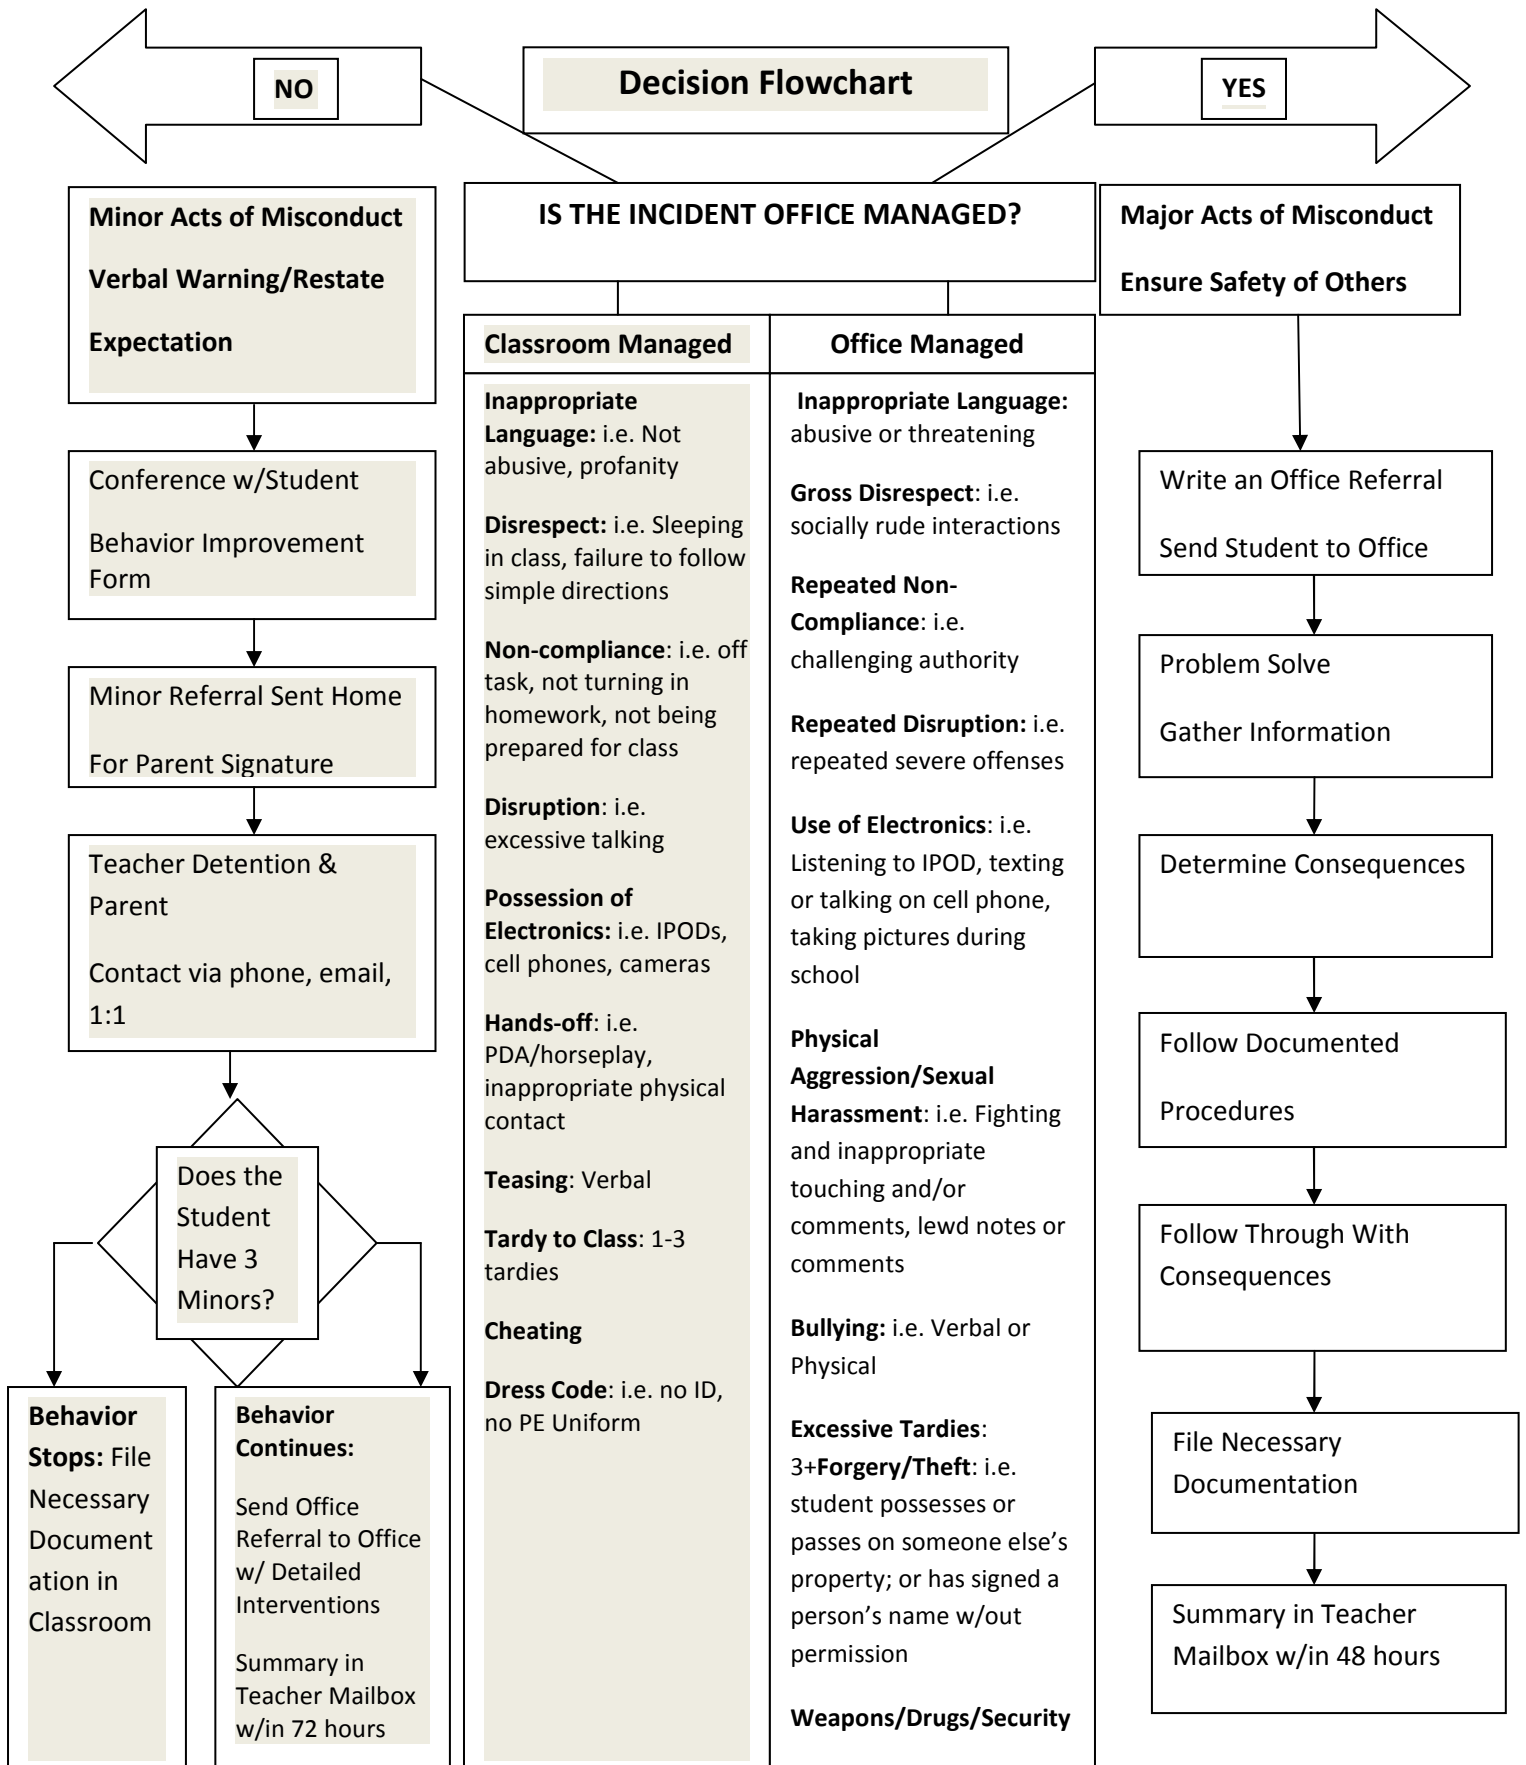 NO
Decision Flowchart
YES
Minor Acts of Misconduct
Verbal Warning/Restate
Expectation
Conference w/Student
Behavior Improvement
Form
Minor Referral Sent Home
For Parent Signature
Teacher Detention &
Parent
Contact via phone, email,
1:1
Does the
Student
Have 3
Minors?
Behavior
Stops: File
Necessary
Document
ation in
Classroom
Behavior
Continues:
Send Office
Referral to Office
w/ Detailed
Interventions
Summary in
Teacher Mailbox
w/in 72 hours
IS THE INCIDENT OFFICE MANAGED?
Classroom Managed
Inappropriate
Language: i.e. Not
abusive, profanity
Disrespect: i.e. Sleeping
in class, failure to follow
simple directions
Non-compliance: i.e. off
task, not turning in
homework, not being
prepared for class
Disruption: i.e.
excessive talking
Possession of
Electronics: i.e. IPODs,
cell phones, cameras
Hands-off: i.e.
PDA/horseplay,
inappropriate physical
contact
Teasing: Verbal
Tardy to Class: 1-3
tardies
Cheating
Dress Code: i.e. no ID,
no PE Uniform
Office Managed
Inappropriate Language:
abusive or threatening
Gross Disrespect: i.e.
socially rude interactions
Repeated Non-
Compliance: i.e.
challenging authority
Repeated Disruption: i.e.
repeated severe offenses
Use of Electronics: i.e.
Listening to IPOD, texting
or talking on cell phone,
taking pictures during
school
Physical
Aggression/Sexual
Harassment: i.e. Fighting
and inappropriate
touching and/or
comments, lewd notes or
comments
Bullying: i.e. Verbal or
Physical
Excessive Tardies:
3+Forgery/Theft: i.e.
student possesses or
passes on someone else’s
property; or has signed a
person’s name w/out
permission
Weapons/Drugs/Security
Major Acts of Misconduct
Ensure Safety of Others
Write an Office Referral
Send Student to Office
Problem Solve
Gather Information
Determine Consequences
Follow Documented
Procedures
Follow Through With
Consequences
File Necessary
Documentation
Summary in Teacher
Mailbox w/in 48 hours